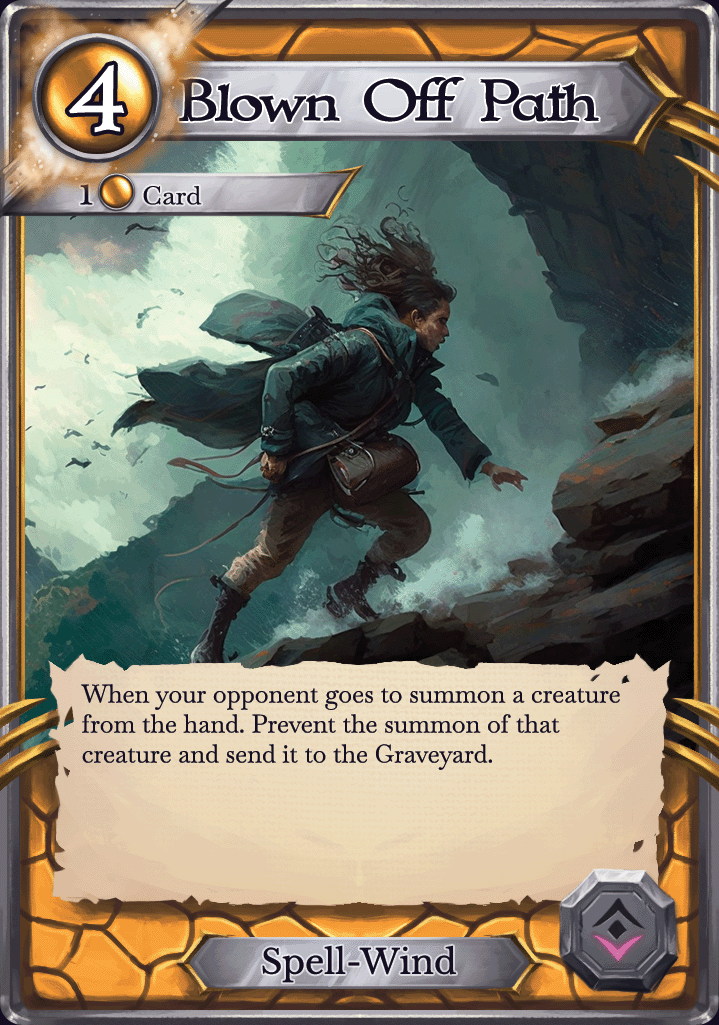 4
Blown Off Path
1 Card
When your opponent goes to summon a creature
from the hand. Prevent the summon of that
creature and send it to the Graveyard.
Spell-Wind